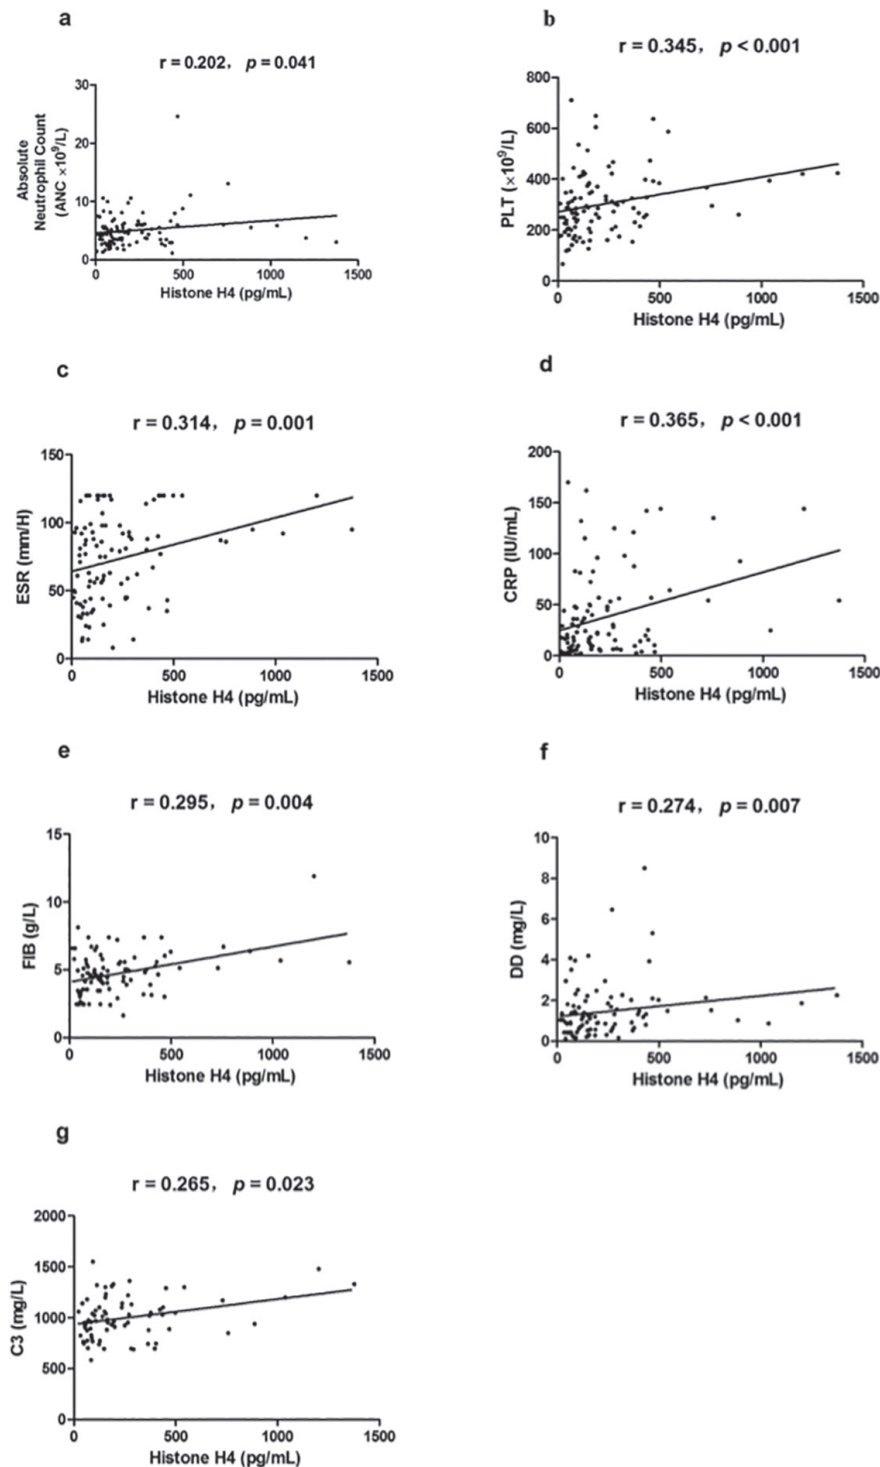 a
r = 0.202, p = 0.041
30
20
10
0
Absolute
Neutrophil Count
(ANC ×10⁹/L)
0 500 1000 1500
Histone H4 (pg/mL)
b
r = 0.345, p < 0.001
800
600
400
200
0
PLT (×10⁹/L)
0 500 1000 1500
Histone H4 (pg/mL)
c
r = 0.314, p = 0.001
150
100
50
0
ESR (mm/H)
0 500 1000 1500
Histone H4 (pg/mL)
d
r = 0.365, p < 0.001
200
150
100
50
0
CRP (IU/mL)
0 500 1000 1500
Histone H4 (pg/mL)
e
r = 0.295, p = 0.004
15
10
5
0
FIB (g/L)
0 500 1000 1500
Histone H4 (pg/mL)
f
r = 0.274, p = 0.007
10
8
6
4
2
0
DD (mg/L)
0 500 1000 1500
Histone H4 (pg/mL)
g
r = 0.265, p = 0.023
2000
1500
1000
500
0
C3 (mg/L)
0 500 1000 1500
Histone H4 (pg/mL)